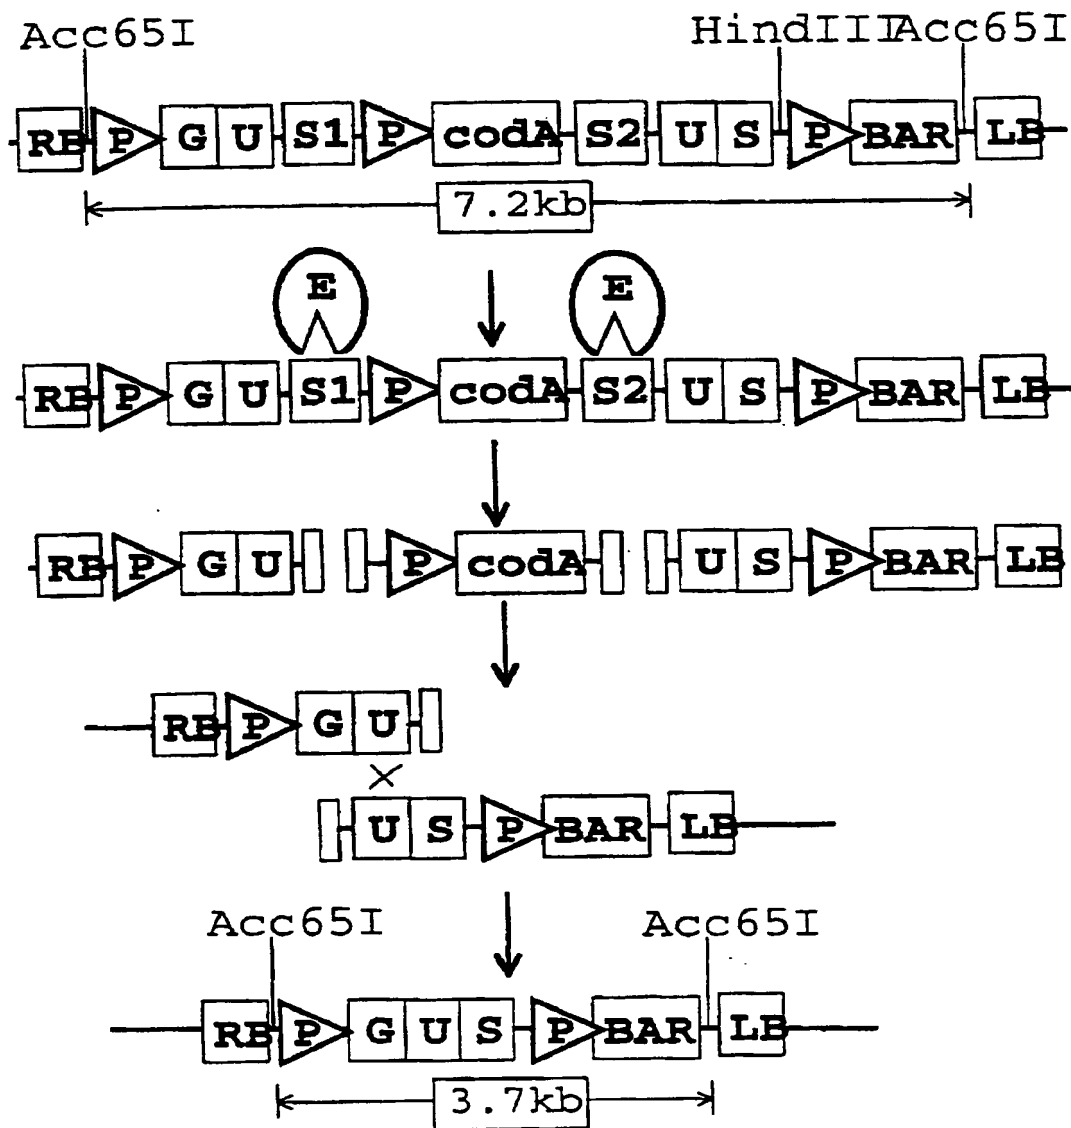 Acc65I HindIII Acc65I
RB P G U S1 P codA S2 U S P BAR LB
7.2kb
E E
RB P G U S1 P codA S2 U S P BAR LB
RB P G U P codA U S P BAR LB
RB P G U
U S P BAR LB
Acc65I Acc65I
RB P G U S P BAR LB
3.7kb